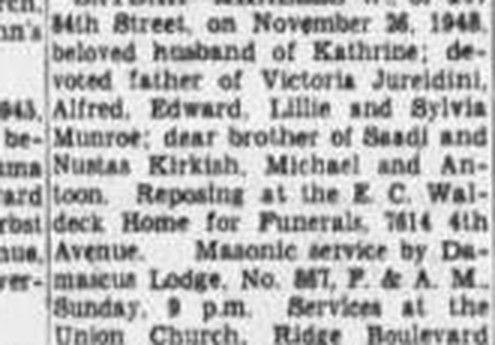 84th Street, on November 26, 1948,
beloved husband of Kathrine; de-
voted father of Victoria Jureidini,
Alfred, Edward, Lillie and Sylvia
Munroe; dear brother of Saadi and
Nustas Kirkish, Michael and An-
toon. Reposing at the E. C. Wal-
deck Home for Funerals, 7614 4th
Avenue. Masonic service by Da-
mascus Lodge, No. 867, F. & A. M.,
Sunday, 9 p.m. Services at the
Union Church, Ridge Boulevard